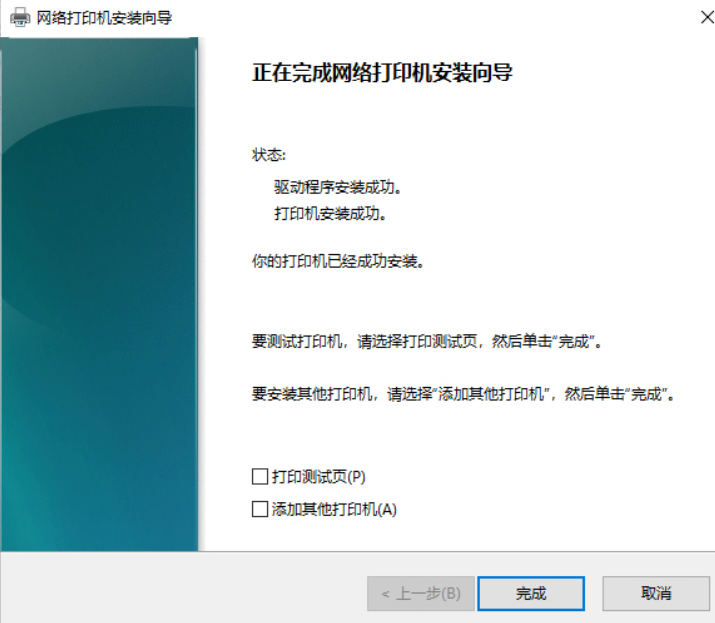 网络打印机安装向导
正在完成网络打印机安装向导
状态:
驱动程序安装成功。
打印机安装成功。
你的打印机已经成功安装。
要测试打印机，请选择打印测试页，然后单击“完成”。
要安装其他打印机，请选择“添加其他打印机”，然后单击“完成”。
打印测试页(P)
添加其他打印机(A)
< 上一步(B)
完成
取消